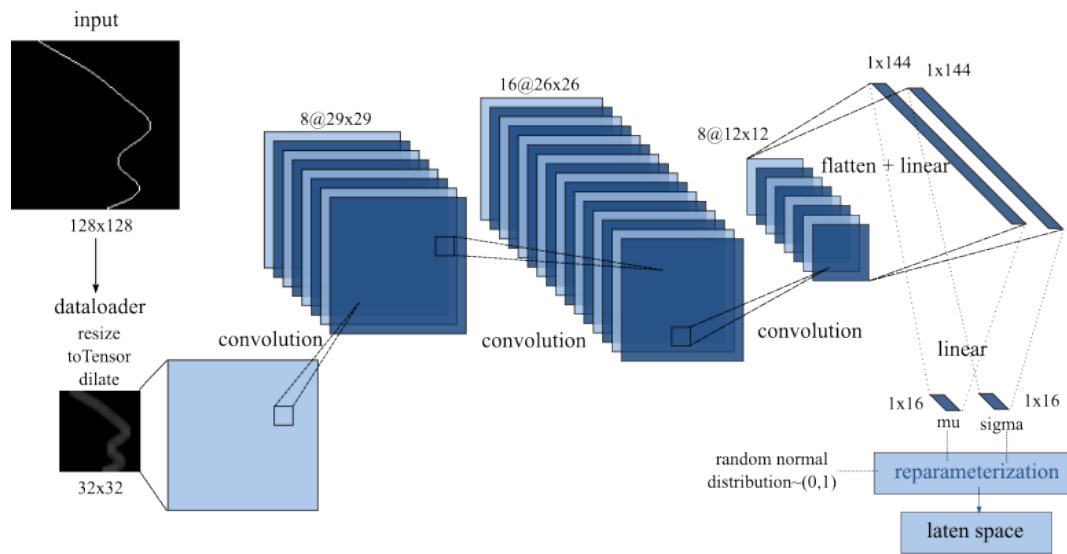 input
128x128
dataloader
resize
toTensor
dilate
32x32
convolution
8@29x29
convolution
16@26x26
convolution
8@12x12
flatten + linear
1x144
1x144
linear
1x16
1x16
mu
sigma
random normal
distribution~(0,1)
reparameterization
laten space